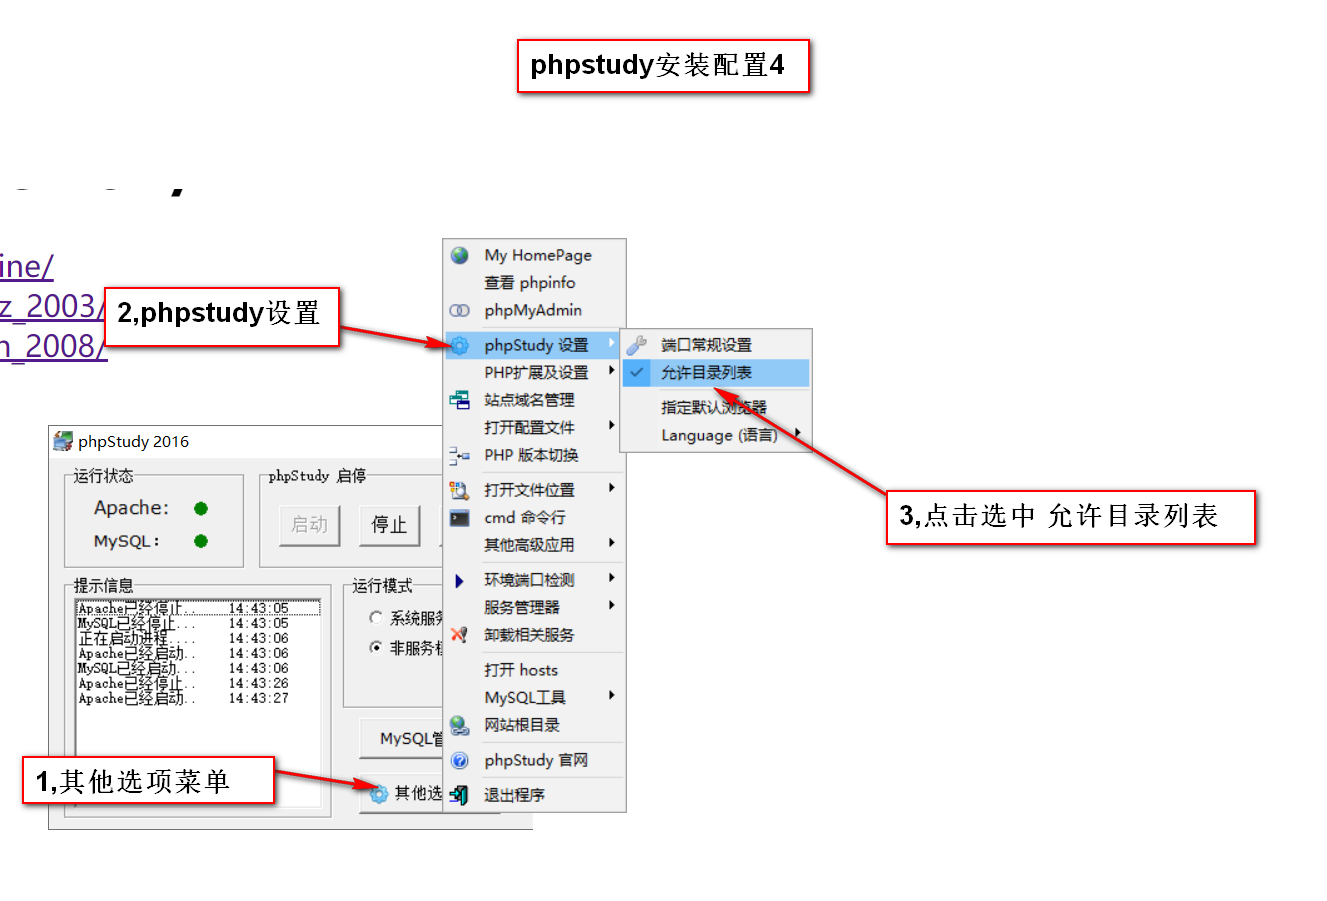 phpstudy安装配置4
ine/
z_2003/
n_2008/
2,phpstudy设置
My HomePage
查看 phpinfo
phpMyAdmin
phpStudy 设置
PHP扩展及设置
站点域名管理
打开配置文件
PHP 版本切换
打开文件位置
cmd 命令行
其他高级应用
环境端口检测
服务管理器
卸载相关服务
打开 hosts
MySQL工具
网站根目录
phpStudy 官网
退出程序
端口常规设置
允许目录列表
指定默认浏览器
Language (语言)
3,点击选中 允许目录列表
phpStudy 2016
运行状态
Apache:
MySQL:
phpStudy 启停
启动
停止
提示信息
Apache已经停止.. 14:43:05
MySQL已经停止... 14:43:05
正在启动进程.... 14:43:06
Apache已经启动.. 14:43:06
MySQL已经启动... 14:43:06
Apache已经停止.. 14:43:26
Apache已经启动.. 14:43:27
运行模式
系统服
非服务
MySQL
其他选
1,其他选项菜单